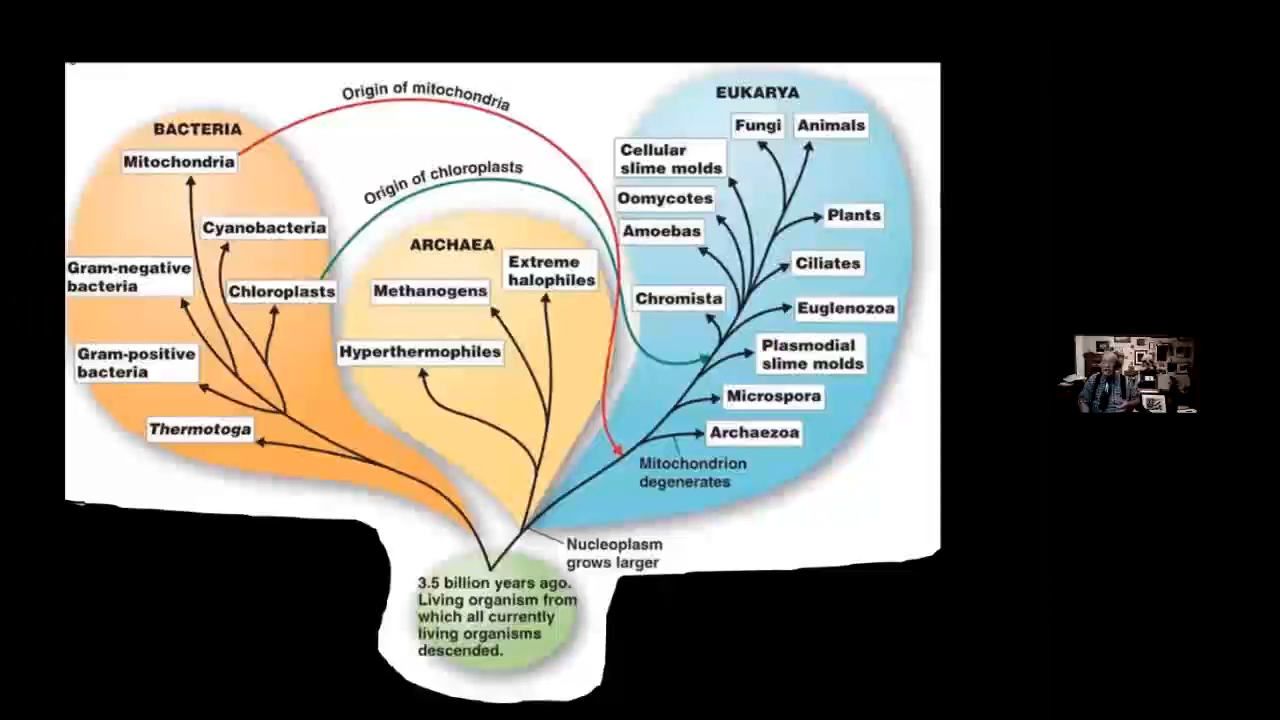 Origin of mitochondria
EUKARYA
BACTERIA
Fungi
Animals
Mitochondria
Cellular
slime molds
Origin of chloroplasts
Oomycetes
Plants
Cyanobacteria
Amoebas
ARCHAEA
Extreme
halophiles
Ciliates
Gram-negative
bacteria
Chloroplasts
Methanogens
Chromista
Euglenozoa
Hyperthermophiles
Plasmodial
slime molds
Gram-positive
bacteria
Microspora
Thermotoga
Archaezoa
Mitochondrion
degenerates
Nucleoplasm
grows larger
3.5 billion years ago.
Living organism from
which all currently
living organisms
descended.